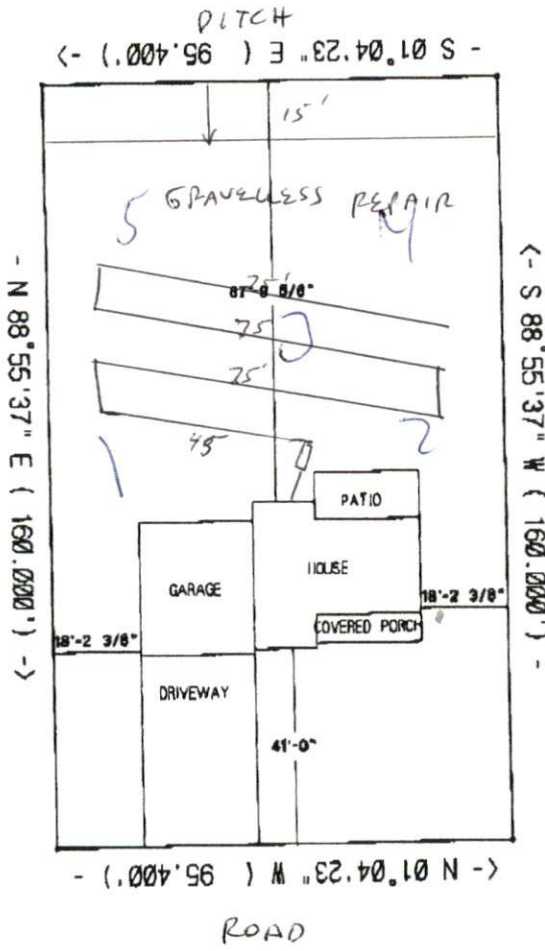 DITCH
<- S 01°04'23" E ( 95.400') -
15'
5 GRAVELLESS REPAIR 4
25'
75
75'
45
1
2
PATIO
HOUSE
GARAGE
COVERED PORCH
18'-2 3/8"
18'-2 3/8"
DRIVEWAY
41'-0"
- N 88°55'37" E ( 160.000') ->
<- S 88°55'37" W ( 160.000') -
<- N 01°04'23" W ( 95.400') -
ROAD